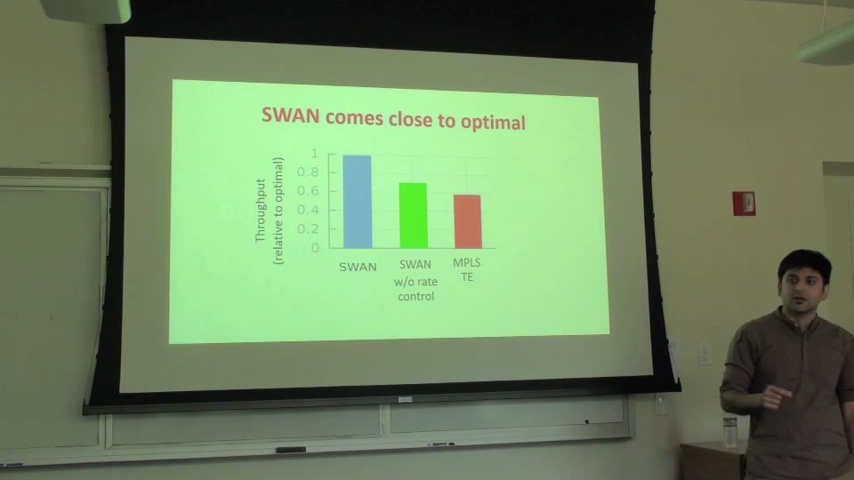 SWAN comes close to optimal
Throughput
(relative to optimal)
1
0.8
0.6
0.4
0.2
0
SWAN
SWAN
w/o rate
control
MPLS
TE